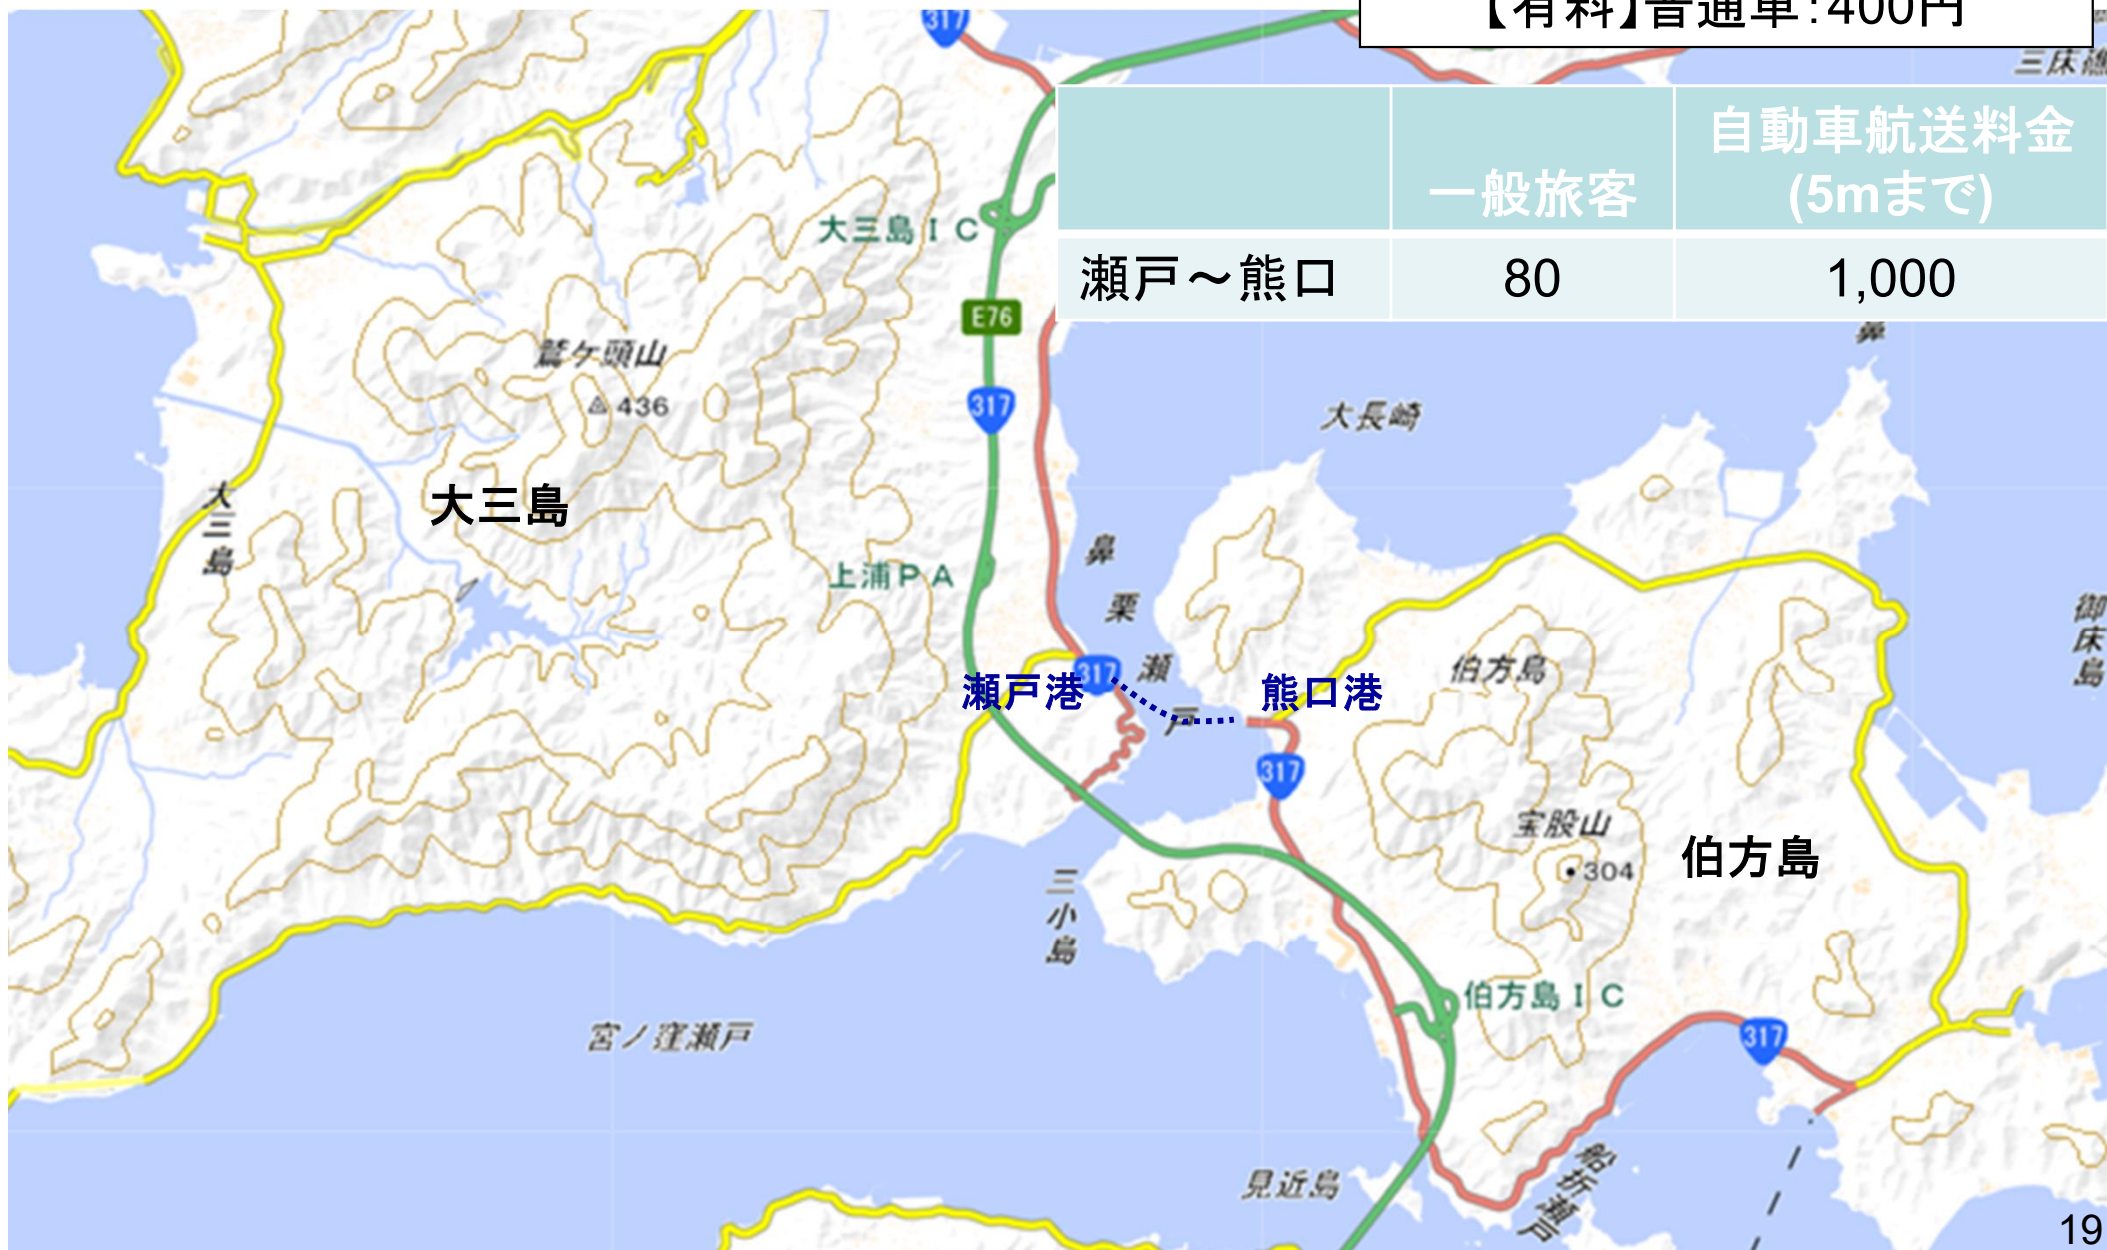 【有料】普通車：400円
317
三床
自動車航送料金
一般旅客
(5mまで)
瀬戸～熊口
80
1,000
大三島ＩＣ
E76
鼻
鷲ケ頭山
436
317
大長崎
大三島
大三島
鼻栗瀬戸
上浦ＰＡ
御床島
瀬戸港
317
熊口港
伯方島
317
宝股山
304
伯方島
三小島
伯方島ＩＣ
宮ノ窪瀬戸
317
見近島
船折瀬戸
19